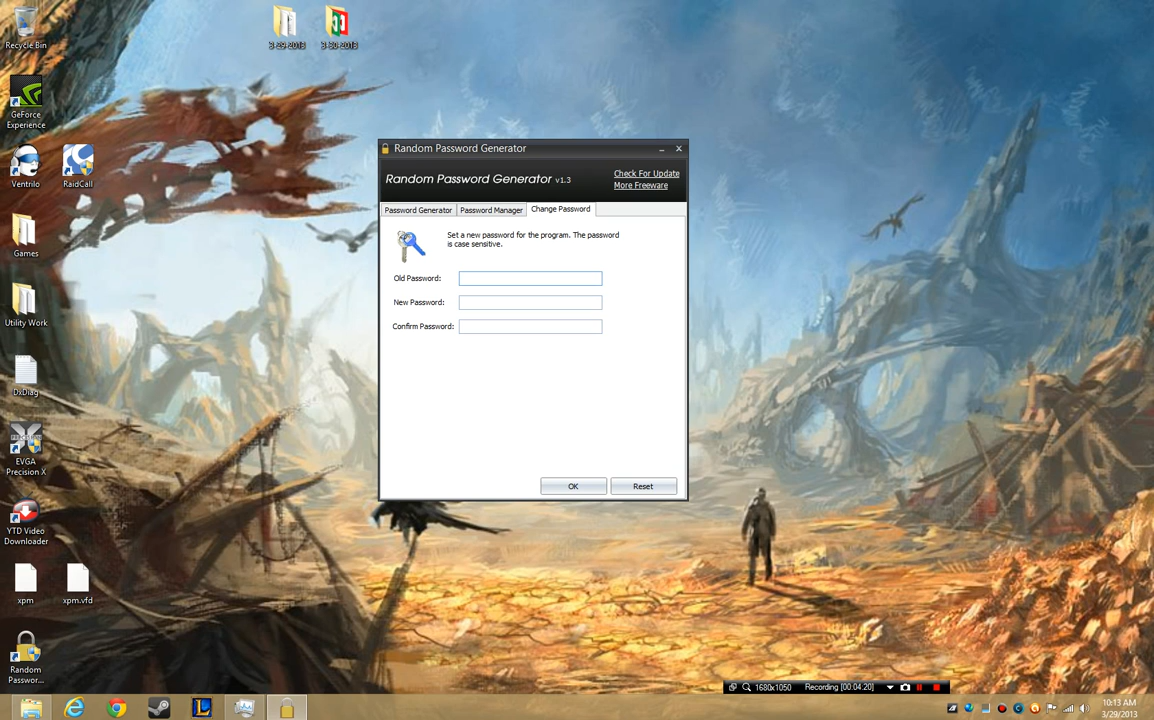 Recycle Bin
3-29-2013
3-30-2013
GeForce
Experience
Ventrilo
RaidCall
Games
Utility Work
DxDiag
EVGA
Precision X
YTD Video
Downloader
xpm
xpm.vfd
Random
Passwor...
Random Password Generator
Random Password Generator v1.3
Check For Update
More Freeware
Password Generator
Password Manager
Change Password
Set a new password for the program. The password
is case sensitive.
Old Password:
New Password:
Confirm Password:
OK
Reset
1680x1050
Recording [00:04:20]
10:13 AM
3/29/2013